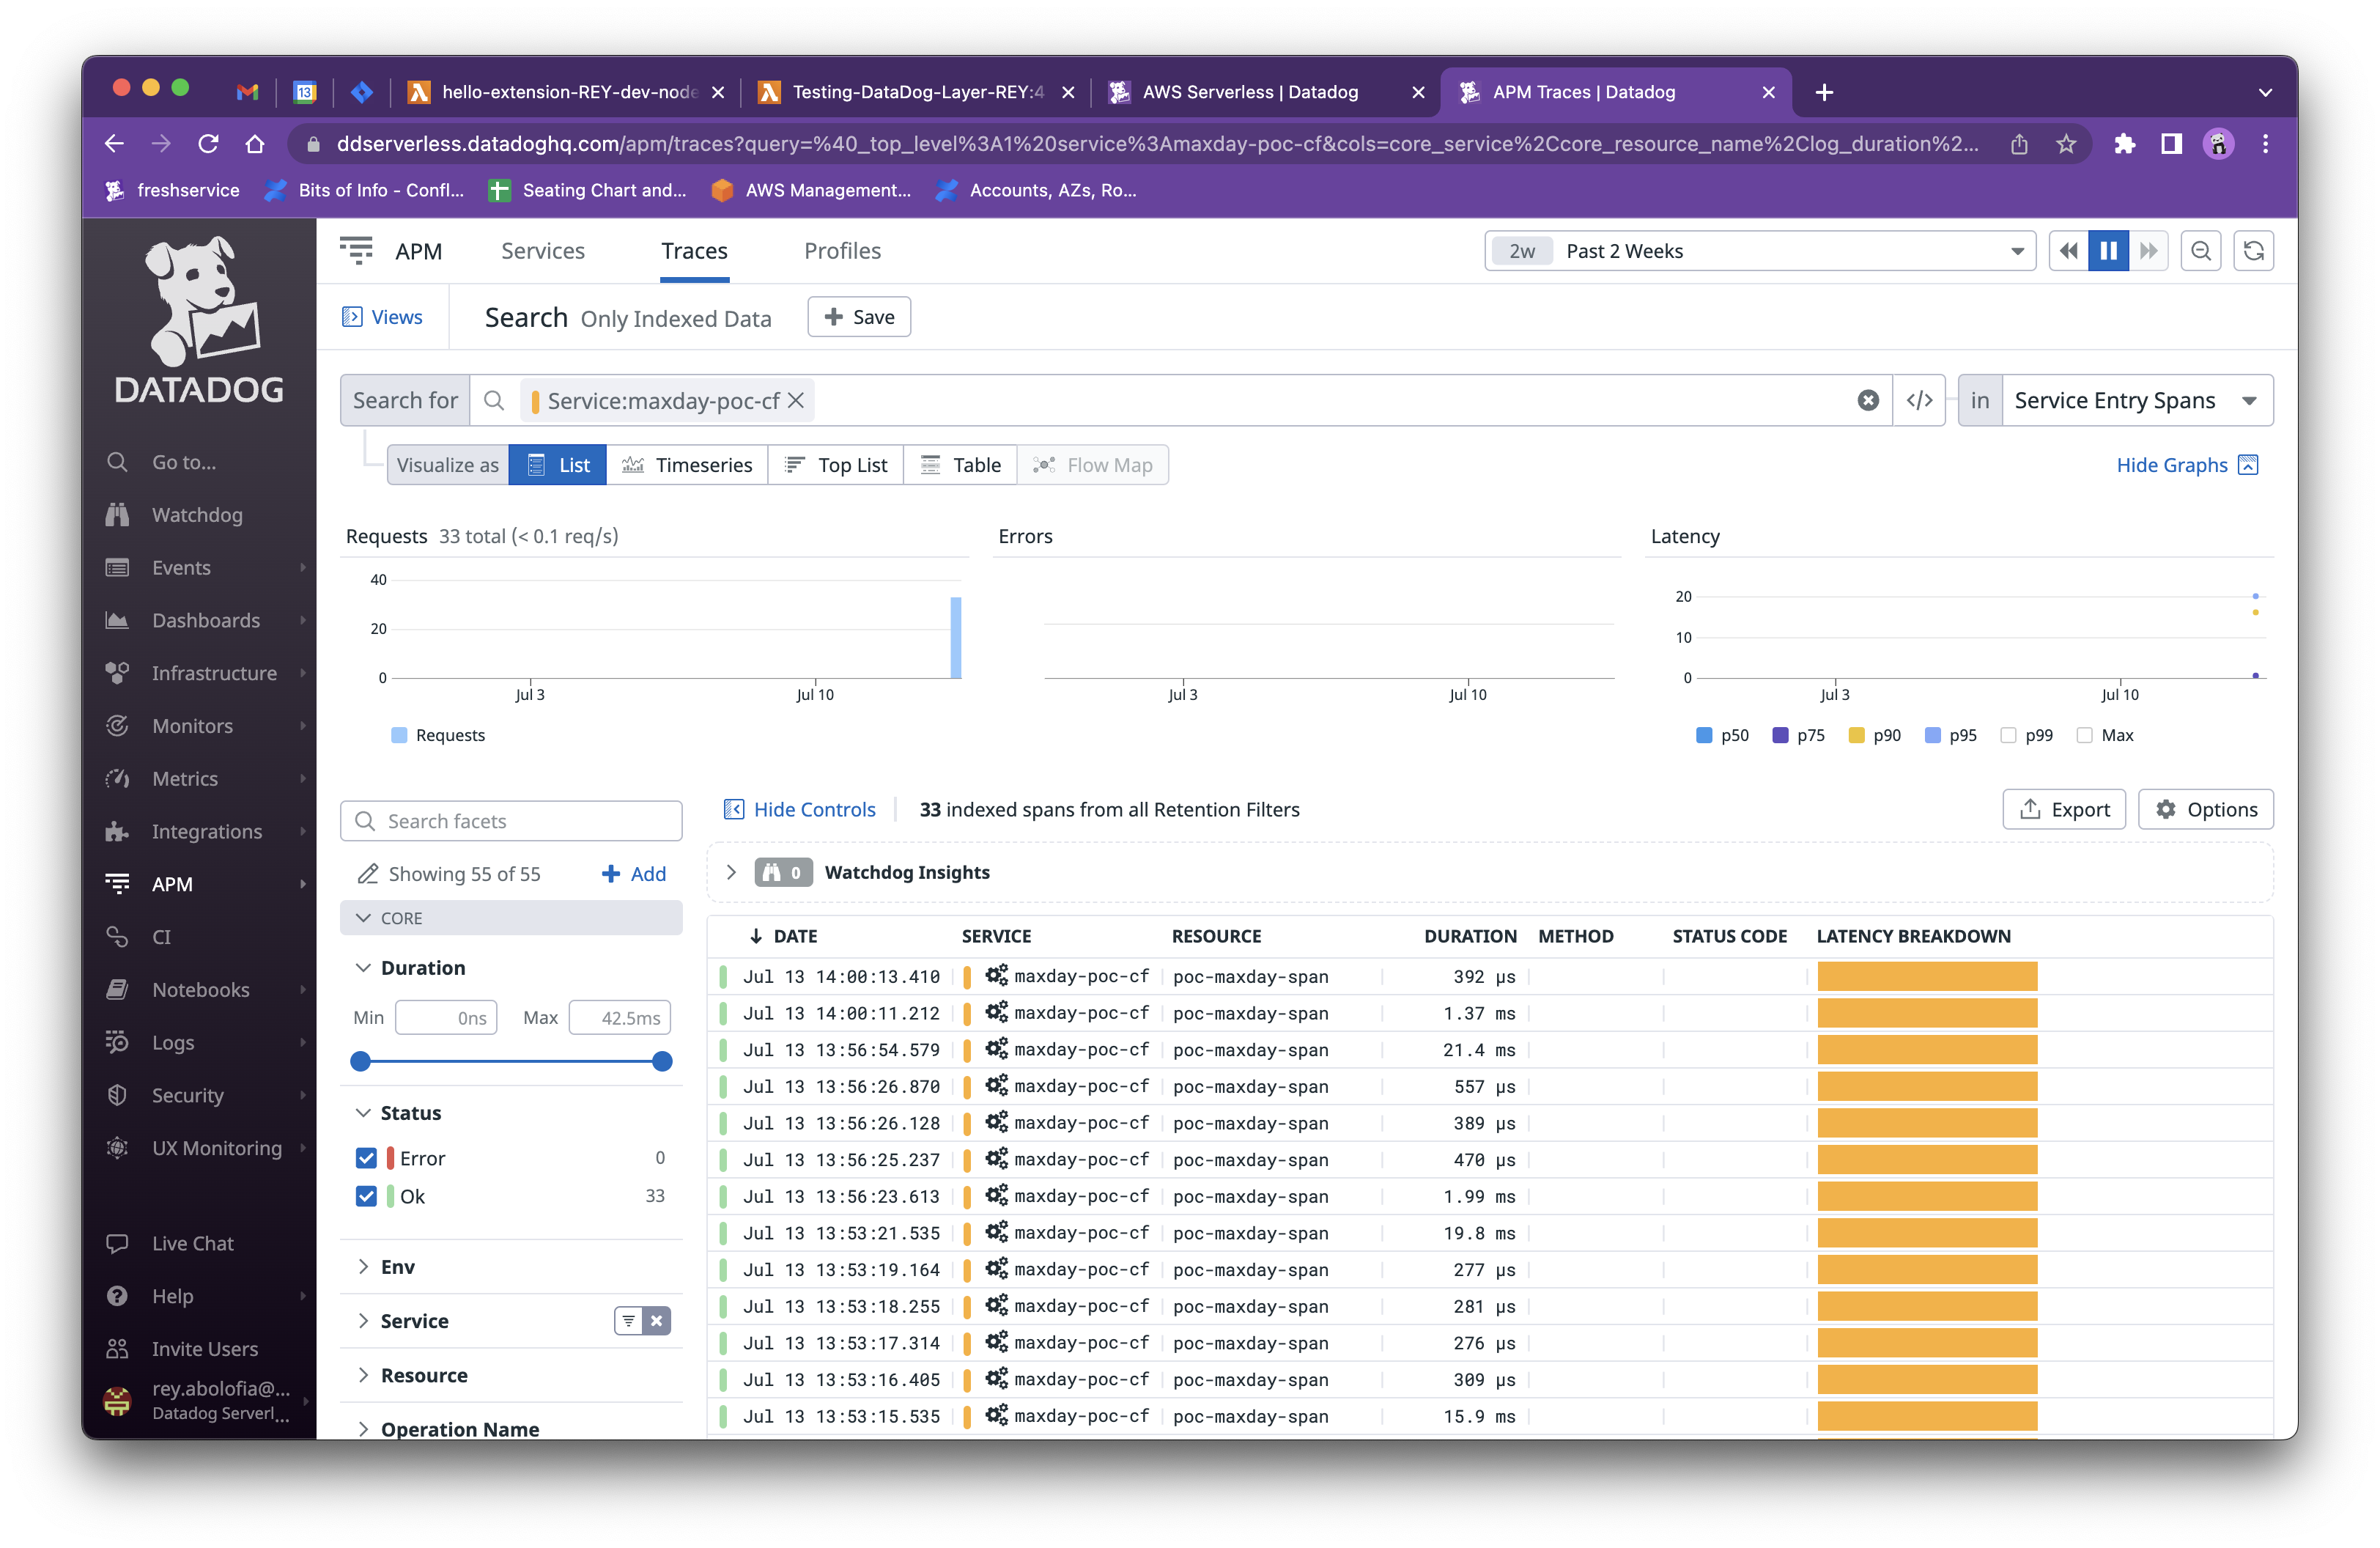 13
hello-extension-REY-dev-node
Testing-DataDog-Layer-REY:4
AWS Serverless | Datadog
APM Traces | Datadog
ddserverless.datadoghq.com/apm/traces?query=%40_top_level%3A1%20service%3Amaxday-poc-cf&cols=core_service%2Ccore_resource_name%2Clog_duration%2...
freshservice
Bits of Info - Confl...
Seating Chart and...
AWS Management...
Accounts, AZs, Ro...
DATADOG
Go to...
Watchdog
Events
Dashboards
Infrastructure
Monitors
Metrics
Integrations
APM
CI
Notebooks
Logs
Security
UX Monitoring
Live Chat
Help
Invite Users
rey.abolofia@...
Datadog Serverl...
APM
Services
Traces
Profiles
2w Past 2 Weeks
Views
Search Only Indexed Data
Save
Search for
Service:maxday-poc-cf
</>
in
Service Entry Spans
Visualize as
List
Timeseries
Top List
Table
Flow Map
Hide Graphs
Requests 33 total (< 0.1 req/s)
40
20
0
Jul 3
Jul 10
Requests
Errors
Jul 3
Jul 10
Latency
20
10
0
Jul 3
Jul 10
p50
p75
p90
p95
p99
Max
Search facets
Showing 55 of 55
Add
CORE
Duration
Min 0ns Max 42.5ms
Status
Error 0
Ok 33
Env
Service
Resource
Operation Name
Hide Controls
33 indexed spans from all Retention Filters
Export
Options
0 Watchdog Insights
DATE SERVICE RESOURCE DURATION METHOD STATUS CODE LATENCY BREAKDOWN
Jul 13 14:00:13.410 maxday-poc-cf poc-maxday-span 392 µs
Jul 13 14:00:11.212 maxday-poc-cf poc-maxday-span 1.37 ms
Jul 13 13:56:54.579 maxday-poc-cf poc-maxday-span 21.4 ms
Jul 13 13:56:26.870 maxday-poc-cf poc-maxday-span 557 µs
Jul 13 13:56:26.128 maxday-poc-cf poc-maxday-span 389 µs
Jul 13 13:56:25.237 maxday-poc-cf poc-maxday-span 470 µs
Jul 13 13:56:23.613 maxday-poc-cf poc-maxday-span 1.99 ms
Jul 13 13:53:21.535 maxday-poc-cf poc-maxday-span 19.8 ms
Jul 13 13:53:19.164 maxday-poc-cf poc-maxday-span 277 µs
Jul 13 13:53:18.255 maxday-poc-cf poc-maxday-span 281 µs
Jul 13 13:53:17.314 maxday-poc-cf poc-maxday-span 276 µs
Jul 13 13:53:16.405 maxday-poc-cf poc-maxday-span 309 µs
Jul 13 13:53:15.535 maxday-poc-cf poc-maxday-span 15.9 ms